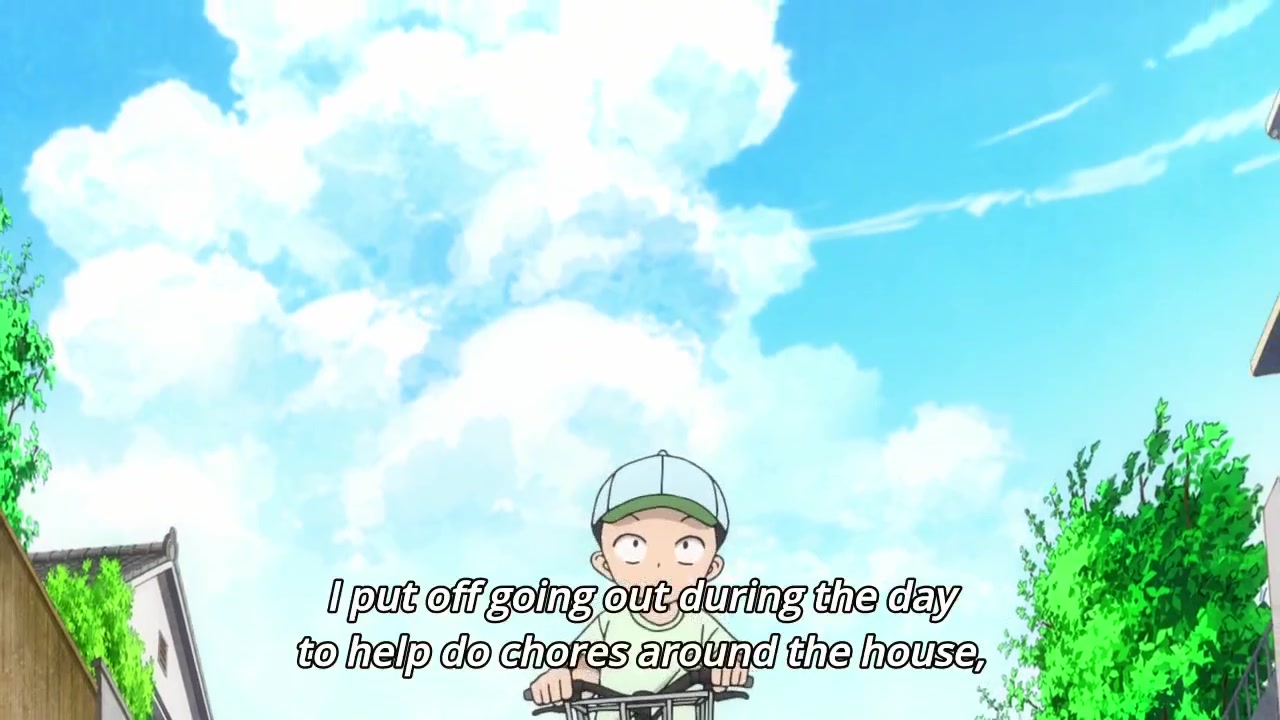 I put off going out during the day
to help do chores around the house,